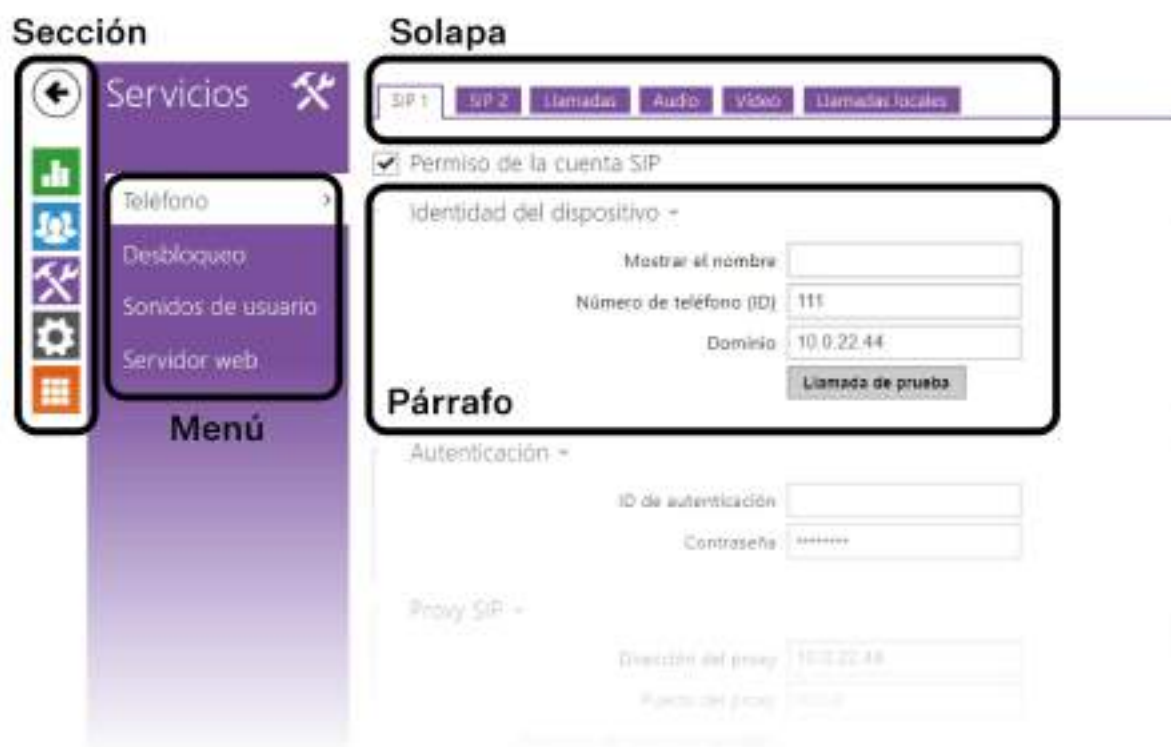 Sección
Solapa
Servicios
SIP 1 SIP 2 Llamadas Audio Vídeo Llamadas locales
Permiso de la cuenta SIP
Teléfono
Desbloqueo
Sonidos de usuario
Servidor web
Menú
Identidad del dispositivo
Mostrar el nombre
Número de teléfono (ID) 111
Dominio 10.0.22.44
Llamada de prueba
Párrafo
Autenticación
ID de autenticación
Contraseña ********
Proxy SIP
Dirección del proxy 10.0.22.44
Puerto del proxy